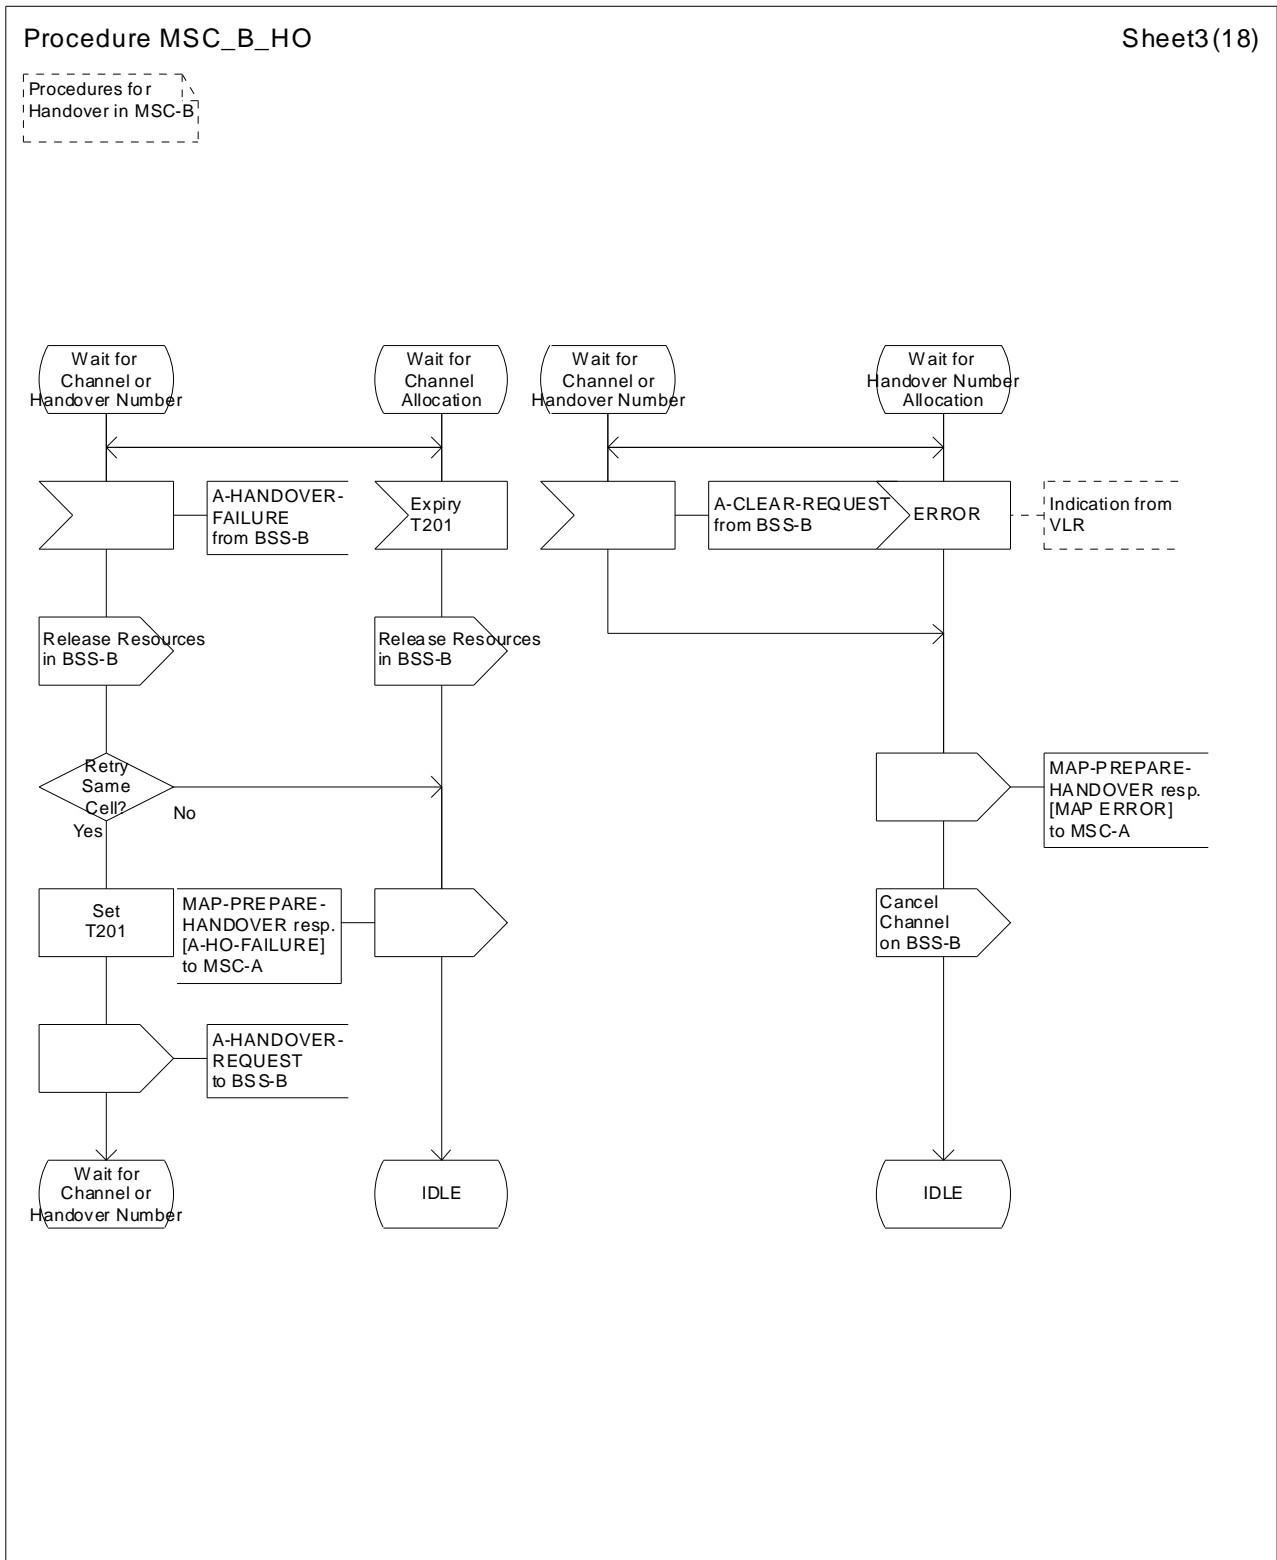 Procedure MSC_B_HO
Sheet3(18)
Procedures for
Handover in MSC-B
Wait for
Channel or
Handover Number
Wait for
Channel
Allocation
Wait for
Channel or
Handover Number
Wait for
Handover Number
Allocation
A-HANDOVER-
FAILURE
from BSS-B
Expiry
T201
A-CLEAR-REQUEST
from BSS-B
ERROR
Indication from
VLR
Release Resources
in BSS-B
Release Resources
in BSS-B
Retry
Same
Cell?
No
Yes
MAP-PREPARE-
HANDOVER resp.
[MAP ERROR]
to MSC-A
Set
T201
MAP-PREPARE-
HANDOVER resp.
[A-HO-FAILURE]
to MSC-A
Cancel
Channel
on BSS-B
A-HANDOVER-
REQUEST
to BSS-B
Wait for
Channel or
Handover Number
IDLE
IDLE